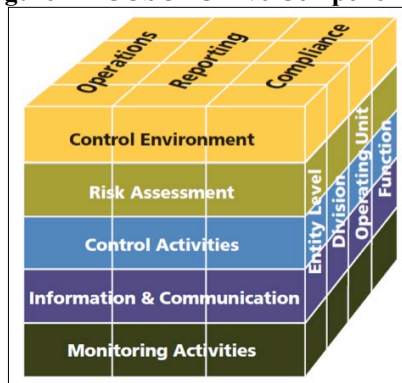 Operations
Reporting
Compliance
Control Environment
Risk Assessment
Control Activities
Information & Communication
Monitoring Activities
Entity Level
Division
Operating Unit
Function